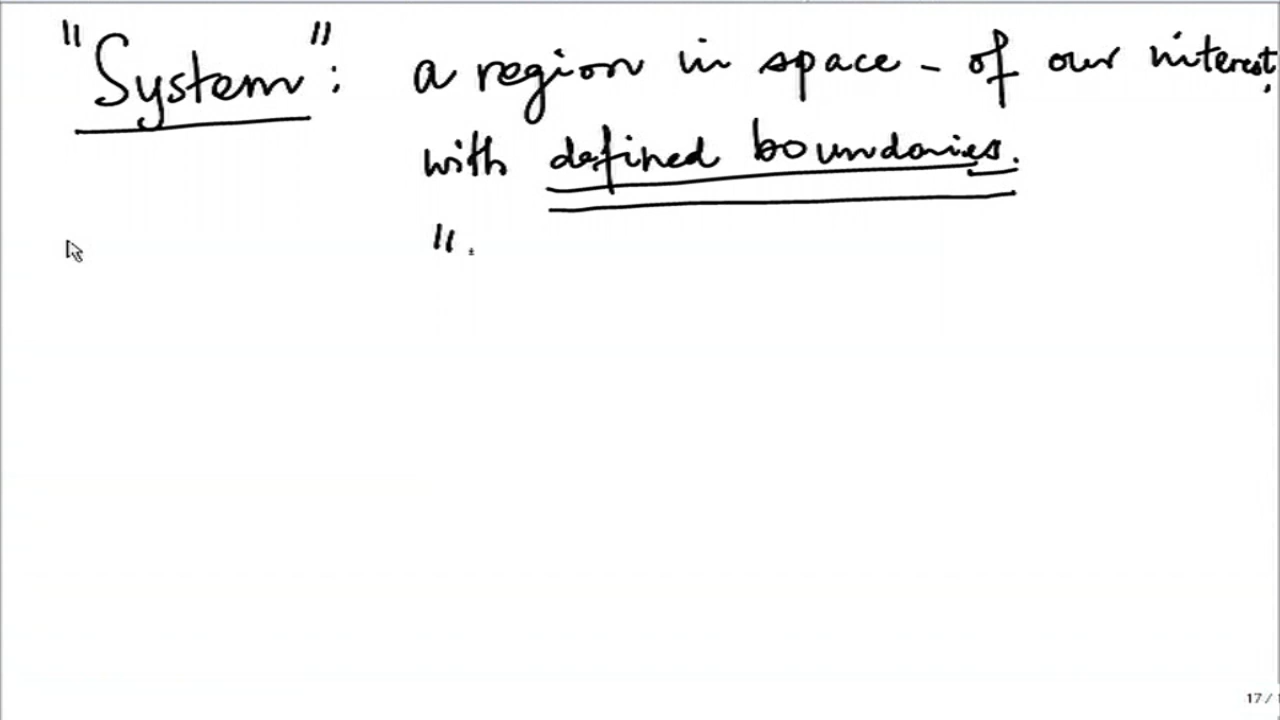 "System": a region in space - of our interest,
with defined boundaries.
".
17 /